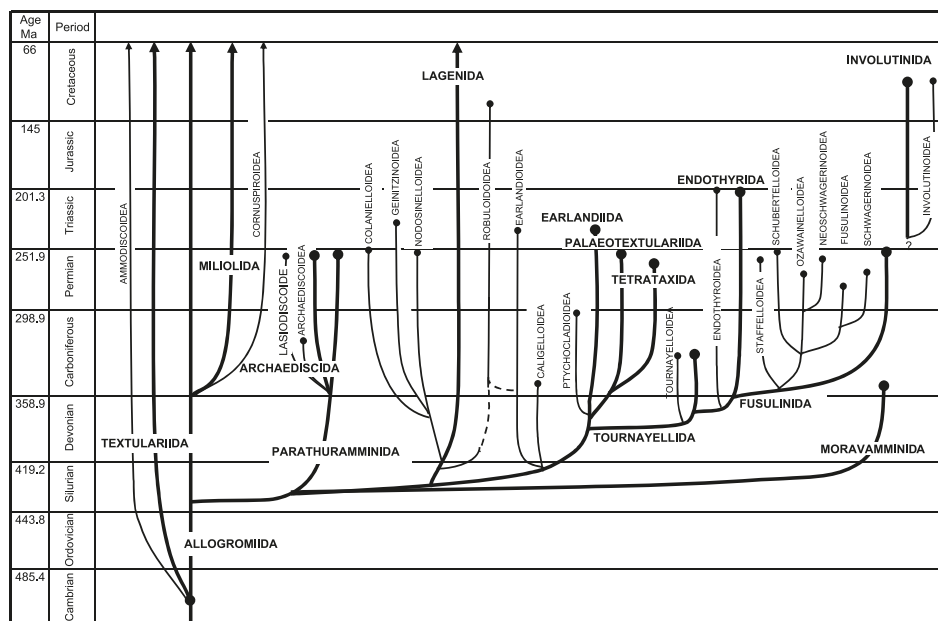 Age
Ma
Period
66
Cretaceous
145
Jurassic
201.3
Triassic
251.9
Permian
298.9
Carboniferous
358.9
Devonian
419.2
Silurian
443.8
Ordovician
485.4
Cambrian
AMMODISCOIDEA
TEXTULARIIDA
ALLOGROMIIDA
MILIOLIDA
CORNUSPIROIDEA
LASIODISCOIDE
ARCHAEDISCOIDEA
ARCHAEDISCIDA
PARATHURAMMINIDA
COLANIELLOIDEA
GEINITZINOIDEA
NODOSINELLOIDEA
LAGENIDA
ROBULOIDOIDEA
EARLANDIOIDEA
CALIGELLOIDEA
PTYCHOCLADIOIDEA
EARLANDIIDA
PALAEOTEXTULARIIDA
TETRATAXIDA
TOURNAYELLOIDEA
TOURNAYELLIDA
ENDOTHYRIDA
ENDOTHYROIDEA
STAFFELLOIDEA
SCHUBERTELLOIDEA
OZAWAINELLOIDEA
NEOSCHWAGERINOIDEA
FUSULINOIDEA
SCHWAGERINOIDEA
FUSULINIDA
MORAVAMMINIDA
INVOLUTINIDA
INVOLUTINOIDEA
?